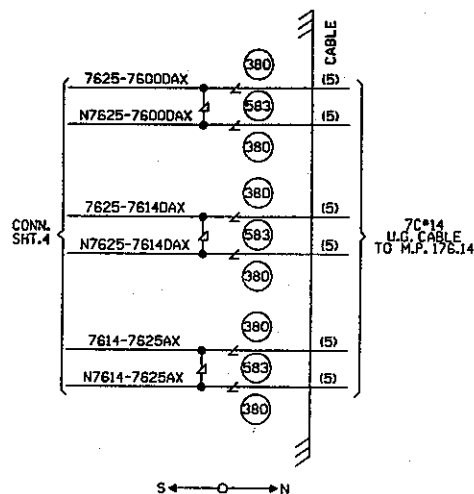 CABLE
380
7625-7600DAX
(5)
583
N7625-7600DAX
(5)
380
380
7625-7614DAX
(5)
583
N7625-7614DAX
(5)
380
CONN.
SHT.4
7C#14
U.G. CABLE
TO M.P. 176.14
380
7614-7625AX
(5)
583
N7614-7625AX
(5)
380
S N